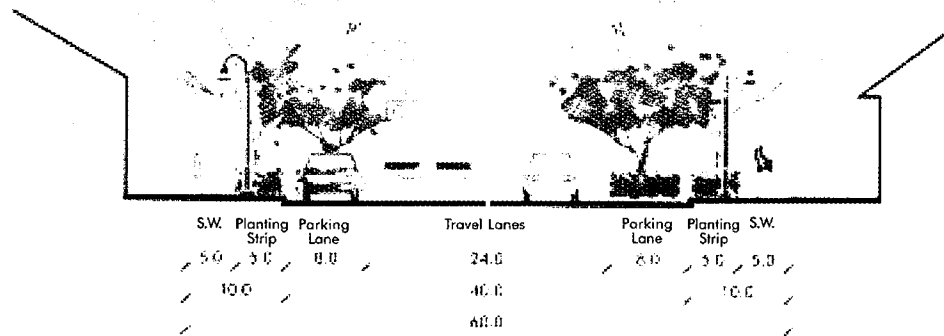 S.W. Planting Strip Parking Lane Travel Lanes Parking Lane Planting Strip S.W.
5.0 5.0 8.0 24.0 8.0 5.0 5.0
10.0 40.0 10.0
60.0